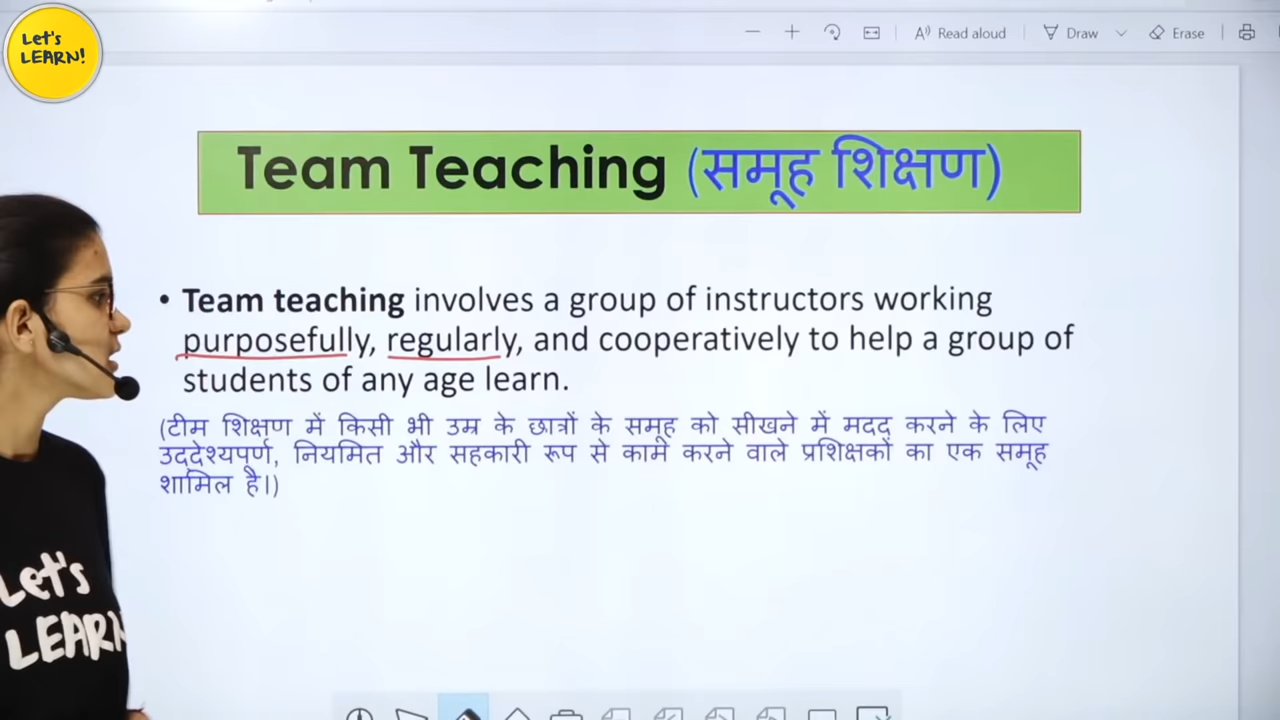 Let's
LEARN!
Read aloud
Draw
Erase
Team Teaching (समूह शिक्षण)
• Team teaching involves a group of instructors working
purposefully, regularly, and cooperatively to help a group of
students of any age learn.
(टीम शिक्षण में किसी भी उम्र के छात्रों के समूह को सीखने में मदद करने के लिए
उद्देश्यपूर्ण, नियमित और सहकारी रूप से काम करने वाले प्रशिक्षकों का एक समूह
शामिल है।)
Let's
LEARN